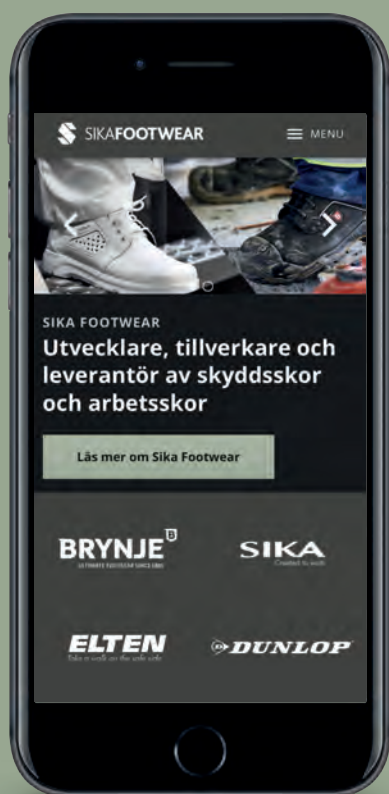 SIKAFOOTWEAR
MENU
SIKA FOOTWEAR
Utvecklare, tillverkare och
leverantör av skyddsskor
och arbetsskor
Läs mer om Sika Footwear
BRYNJE B
ULTIMATE FOOTWEAR SINCE 1880
SIKA
Created to work
ELTEN
Take a walk on the safe side
DUNLOP